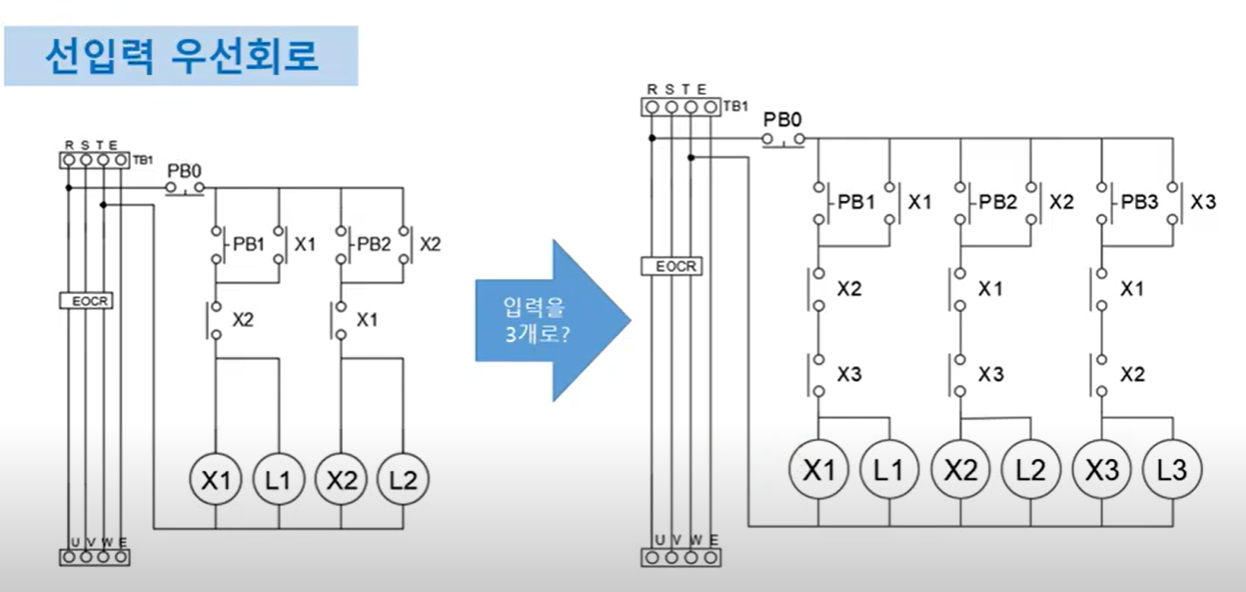 선입력 우선회로
R S T E
TB1
PB0
PB1
X1
PB2
X2
EOCR
X2
X1
X1
L1
X2
L2
U V W E
입력을
3개로?
R S T E
TB1
PB0
PB1
X1
PB2
X2
PB3
X3
EOCR
X2
X1
X1
X3
X3
X2
X1
L1
X2
L2
X3
L3
U V W E